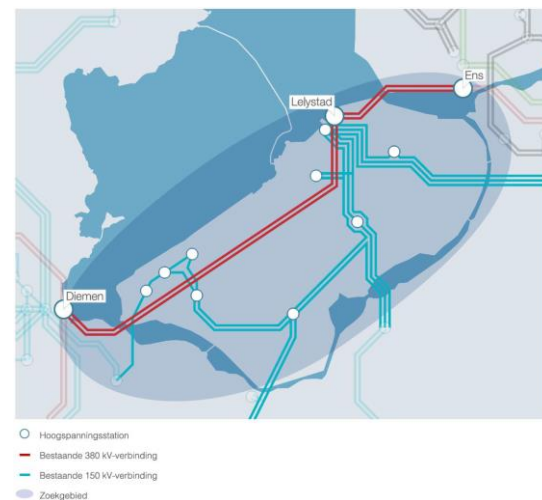 Ens
Lelystad
Diemen
Hoogspanningsstation
Bestaande 380 kV-verbinding
Bestaande 150 kV-verbinding
Zoekgebied